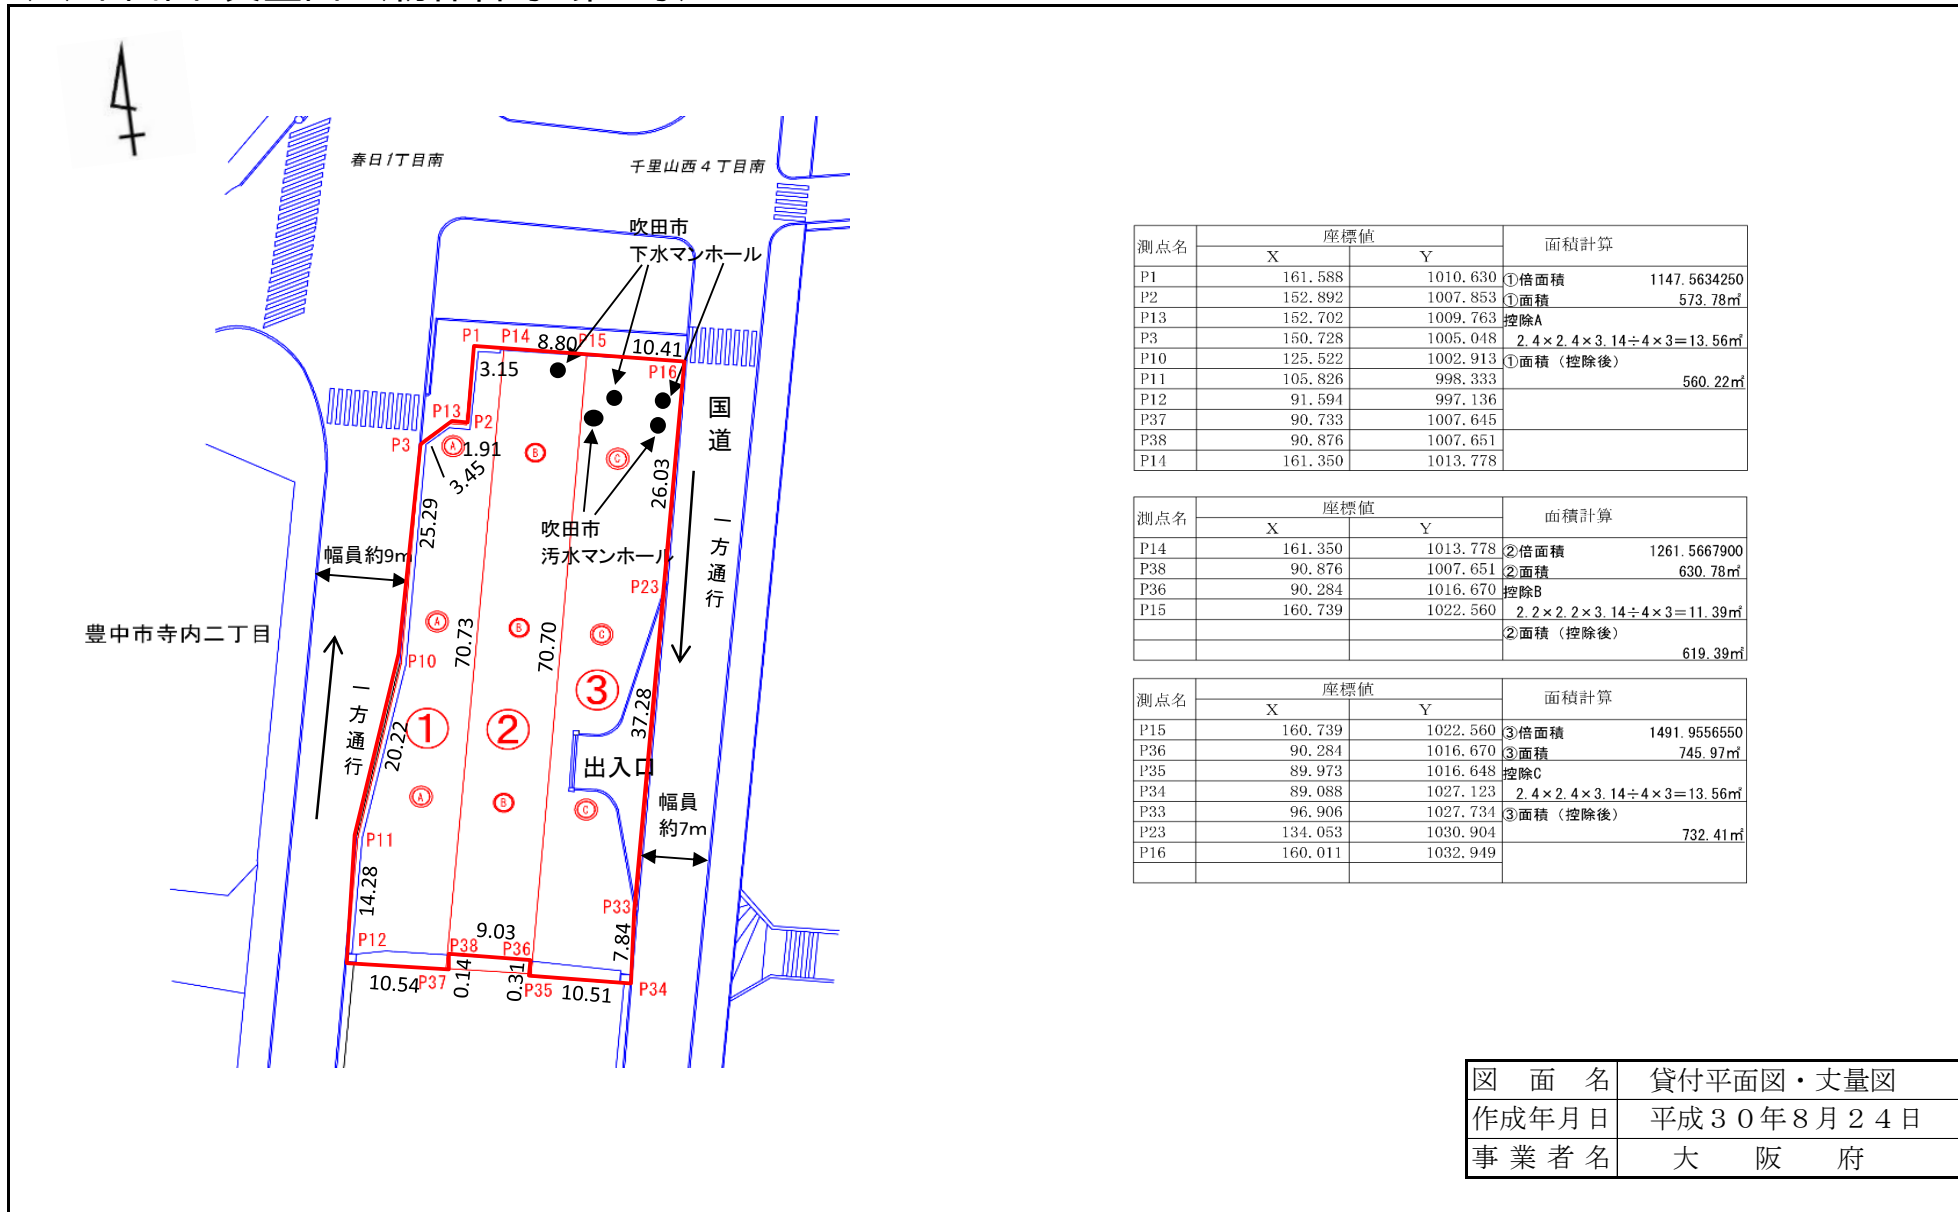 春日1丁目南
千里山西４丁目南
吹田市
下水マンホール
P1
P14
8.80
P15
10.41
3.15
P16
国道
P13
P2
P3
A
1.91
B
C
3.45
26.03
25.29
吹田市
汚水マンホール
一方通行
幅員約9m
P23
豊中市寺内二丁目
A
B
C
70.73
70.70
P10
③
一方通行
①
②
37.28
20.22
出入口
A
B
C
幅員
約7m
P11
14.28
P33
9.03
P12
P38
P36
7.84
10.54
P37
0.14
0.31
P35
10.51
P34
測点名 座標値 面積計算
X Y
P1 161.588 1010.630 ①倍面積 1147.5634250
P2 152.892 1007.853 ①面積 573.78㎡
P13 152.702 1009.763 控除A
P3 150.728 1005.048 2.4×2.4×3.14÷4×3=13.56㎡
P10 125.522 1002.913 ①面積（控除後）
P11 105.826 998.333 560.22㎡
P12 91.594 997.136
P37 90.733 1007.645
P38 90.876 1007.651
P14 161.350 1013.778
測点名 座標値 面積計算
X Y
P14 161.350 1013.778 ②倍面積 1261.5667900
P38 90.876 1007.651 ②面積 630.78㎡
P36 90.284 1016.670 控除B
P15 160.739 1022.560 2.2×2.2×3.14÷4×3=11.39㎡
②面積（控除後）
619.39㎡
測点名 座標値 面積計算
X Y
P15 160.739 1022.560 ③倍面積 1491.9556550
P36 90.284 1016.670 ③面積 745.97㎡
P35 89.973 1016.648 控除C
P34 89.088 1027.123 2.4×2.4×3.14÷4×3=13.56㎡
P33 96.906 1027.734 ③面積（控除後）
P23 134.053 1030.904 732.41㎡
P16 160.011 1032.949
図面名 貸付平面図・丈量図
作成年月日 平成３０年８月２４日
事業者名 大阪府